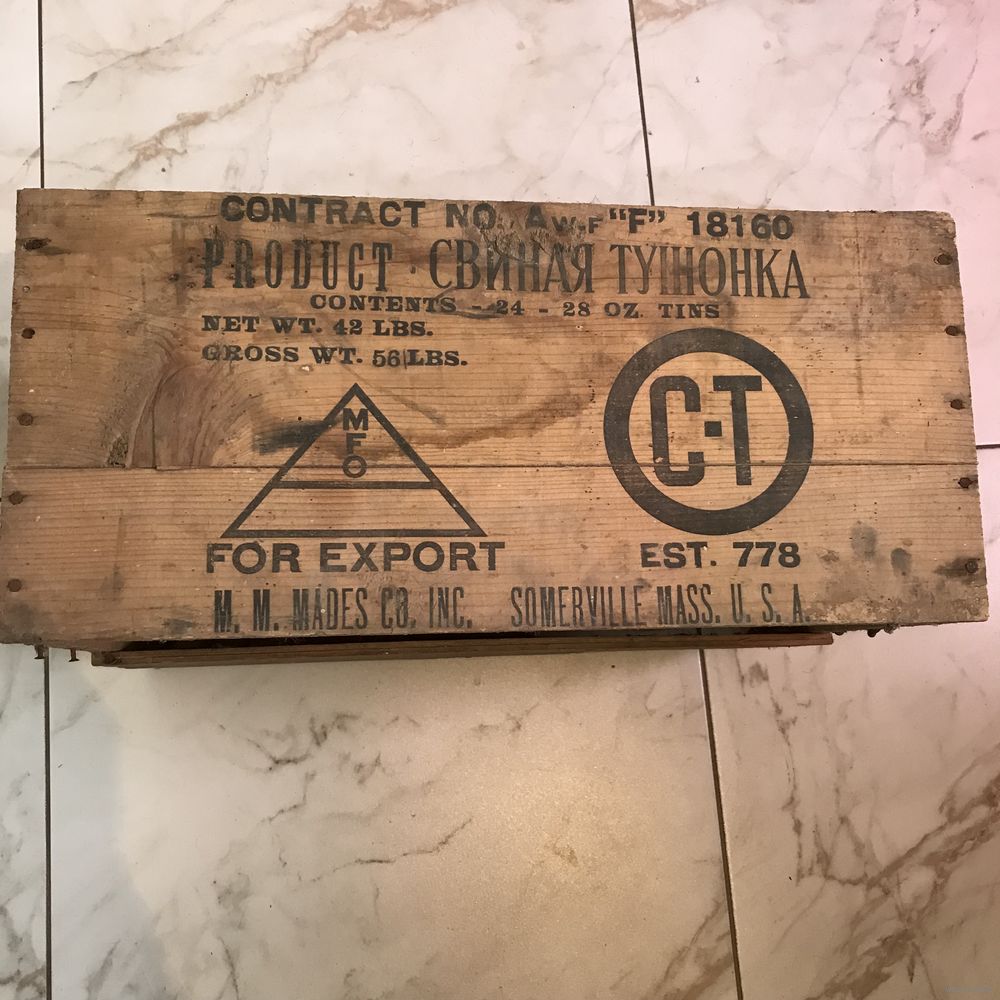 CONTRACT NO. AW-F "F" 18160
PRODUCT · СВИНАЯ ТУШОНКА
CONTENTS - 24 - 28 OZ. TINS
NET WT. 42 LBS.
GROSS WT. 56 LBS.
M
F
O
C-T
FOR EXPORT
EST. 778
M. M. MADES CO. INC. SOMERVILLE MASS. U. S. A.